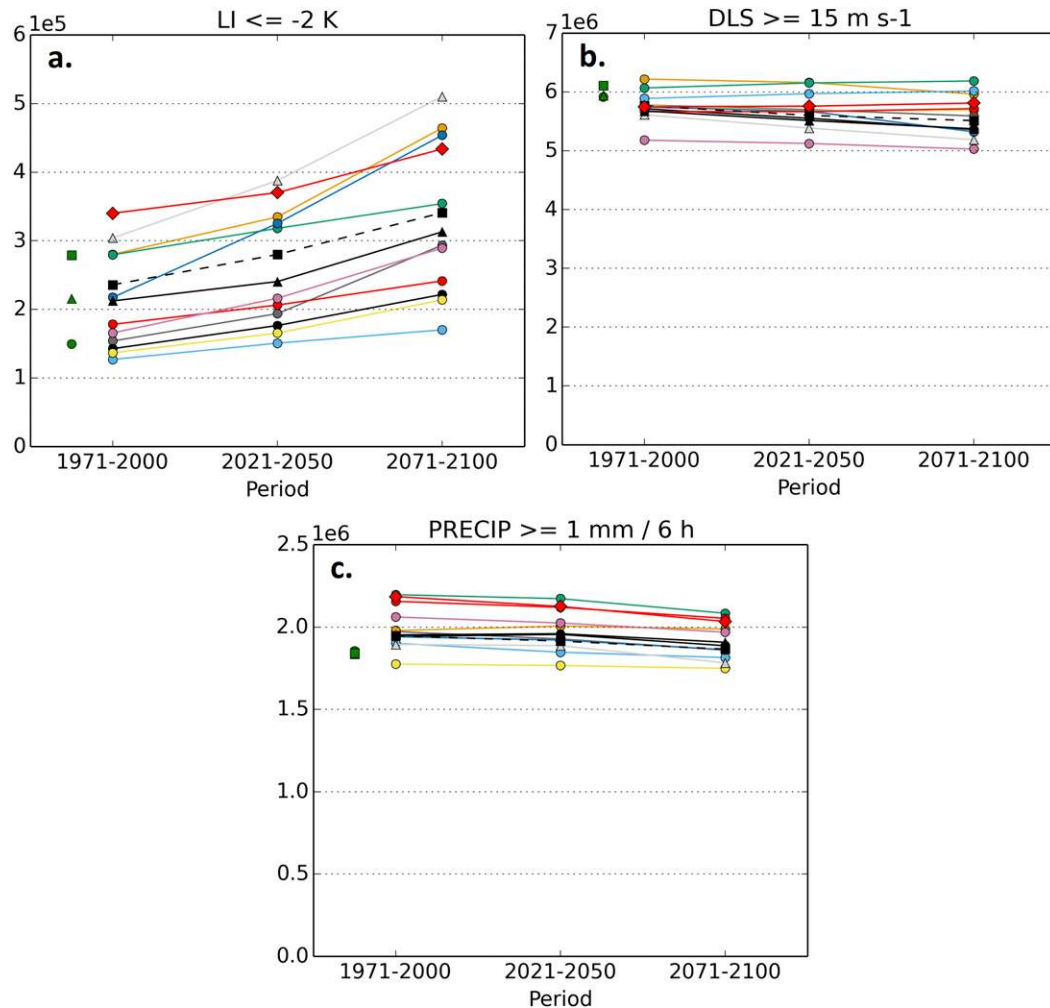 LI <= -2 K
1e5
a.
6
5
4
3
2
1
0
1971-2000 2021-2050 2071-2100
Period
DLS >= 15 m s-1
1e6
b.
7
6
5
4
3
2
1
0
1971-2000 2021-2050 2071-2100
Period
PRECIP >= 1 mm / 6 h
1e6
c.
2.5
2.0
1.5
1.0
0.5
0.0
1971-2000 2021-2050 2071-2100
Period